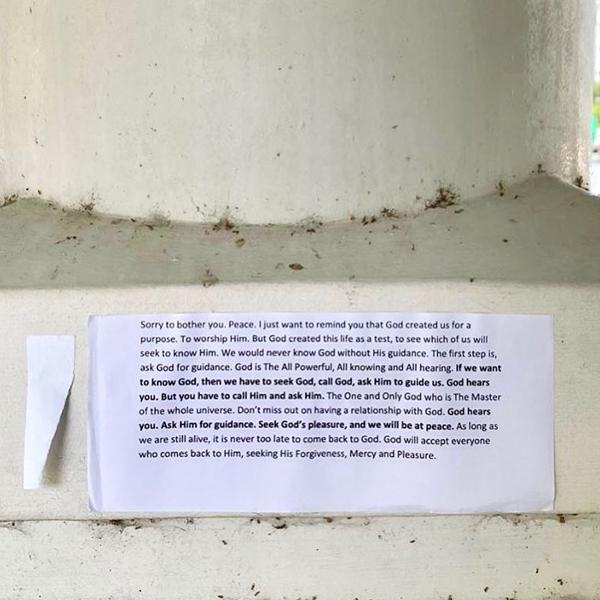 Sorry to bother you. Peace. I just want to remind you that God created us for a
purpose. To worship Him. But God created this life as a test, to see which of us will
seek to know Him. We would never know God without His guidance. The first step is,
ask God for guidance. God is The All Powerful, All knowing and All hearing. If we want
to know God, then we have to seek God, call God, ask Him to guide us. God hears
you. But you have to call Him and ask Him. The One and Only God who is The Master
of the whole universe. Don't miss out on having a relationship with God. God hears
you. Ask Him for guidance. Seek God's pleasure, and we will be at peace. As long as
we are still alive, it is never too late to come back to God. God will accept everyone
who comes back to Him, seeking His Forgiveness, Mercy and Pleasure.